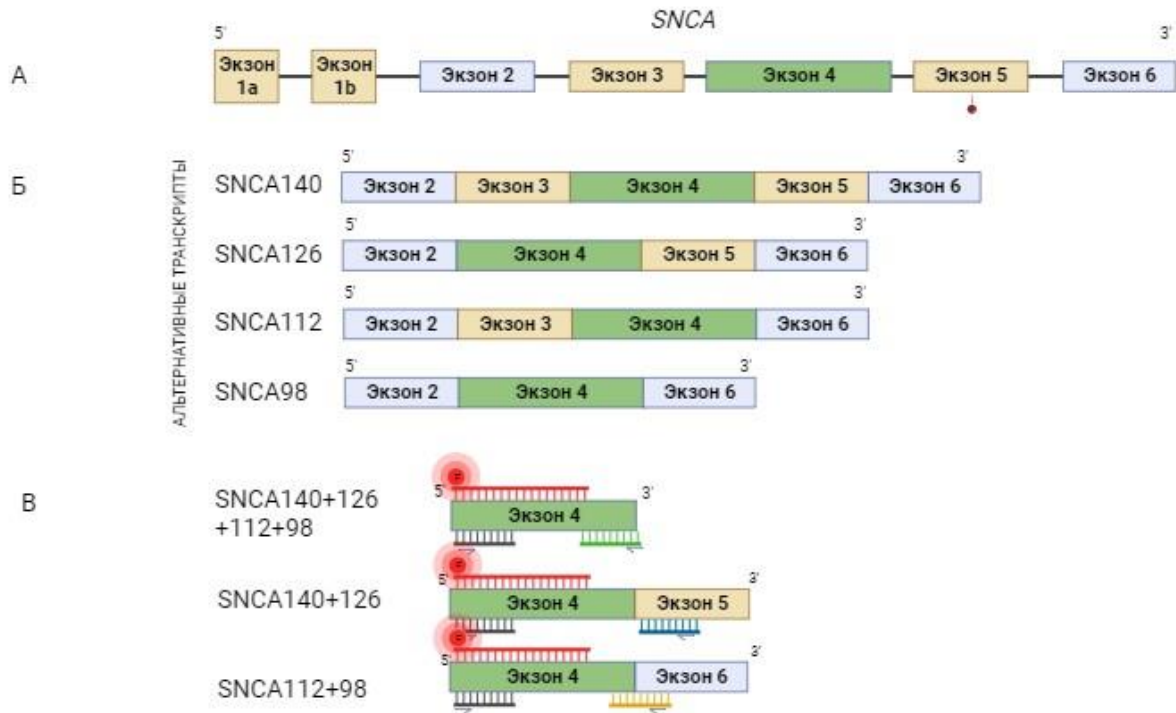 SNCA
5'
3'
А
Экзон
1a
Экзон
1b
Экзон 2
Экзон 3
Экзон 4
Экзон 5
Экзон 6
Б
АЛЬТЕРНАТИВНЫЕ ТРАНСКРИПТЫ
5'
3'
SNCA140
Экзон 2
Экзон 3
Экзон 4
Экзон 5
Экзон 6
5'
3'
SNCA126
Экзон 2
Экзон 4
Экзон 5
Экзон 6
5'
3'
SNCA112
Экзон 2
Экзон 3
Экзон 4
Экзон 6
5'
3'
SNCA98
Экзон 2
Экзон 4
Экзон 6
В
SNCA140+126
+112+98
5'
3'
Экзон 4
SNCA140+126
5'
3'
Экзон 4
Экзон 5
SNCA112+98
5'
3'
Экзон 4
Экзон 6